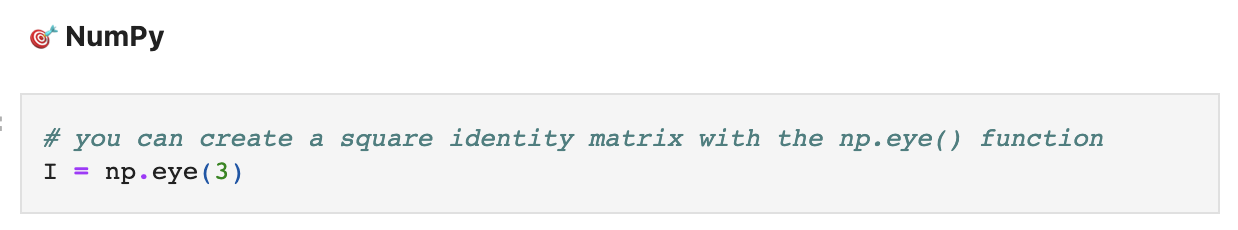 🎯 NumPy
# you can create a square identity matrix with the np.eye() function
I = np.eye(3)